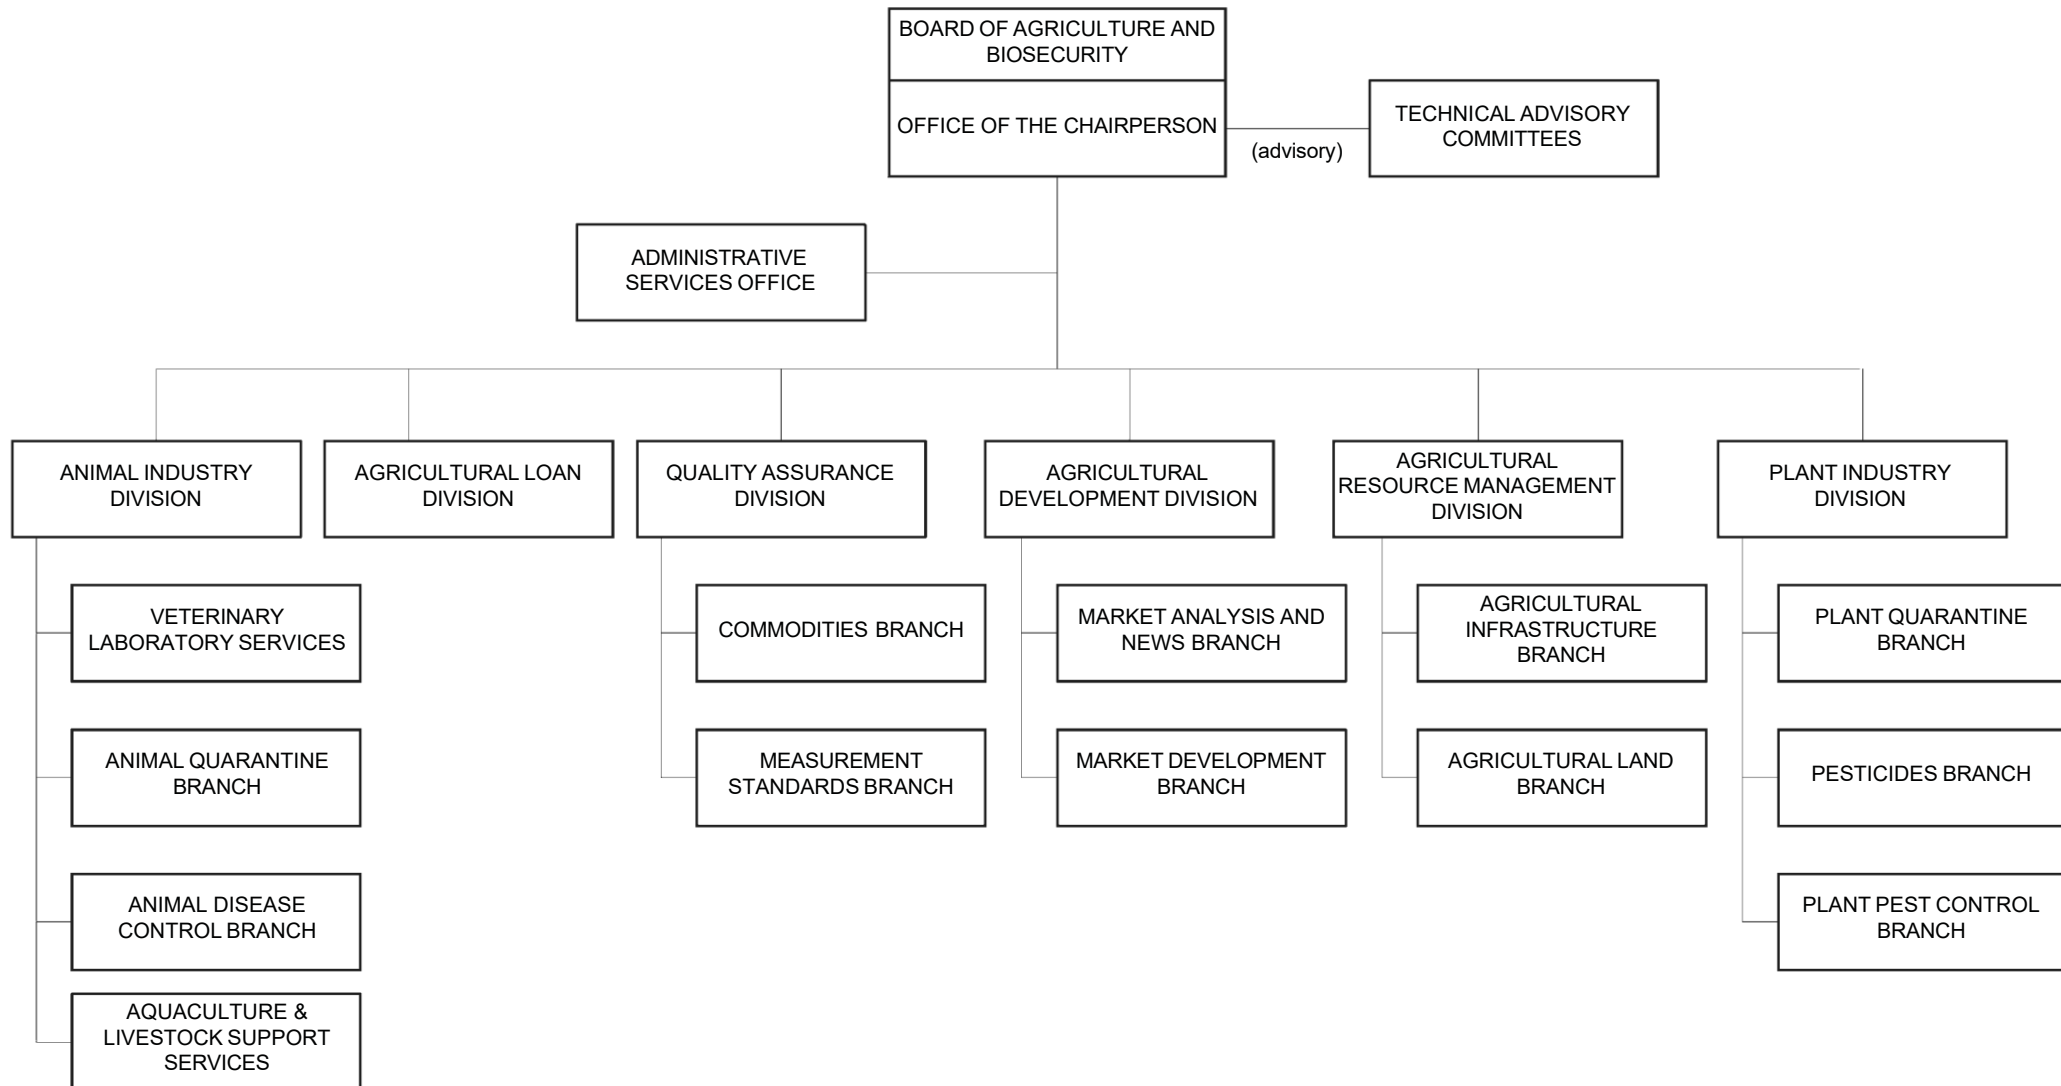 BOARD OF AGRICULTURE AND
BIOSECURITY
OFFICE OF THE CHAIRPERSON
(advisory)
TECHNICAL ADVISORY
COMMITTEES
ADMINISTRATIVE
SERVICES OFFICE
ANIMAL INDUSTRY
DIVISION
AGRICULTURAL LOAN
DIVISION
QUALITY ASSURANCE
DIVISION
AGRICULTURAL
DEVELOPMENT DIVISION
AGRICULTURAL
RESOURCE MANAGEMENT
DIVISION
PLANT INDUSTRY
DIVISION
VETERINARY
LABORATORY SERVICES
COMMODITIES BRANCH
MARKET ANALYSIS AND
NEWS BRANCH
AGRICULTURAL
INFRASTRUCTURE
BRANCH
PLANT QUARANTINE
BRANCH
ANIMAL QUARANTINE
BRANCH
MEASUREMENT
STANDARDS BRANCH
MARKET DEVELOPMENT
BRANCH
AGRICULTURAL LAND
BRANCH
PESTICIDES BRANCH
ANIMAL DISEASE
CONTROL BRANCH
PLANT PEST CONTROL
BRANCH
AQUACULTURE &
LIVESTOCK SUPPORT
SERVICES